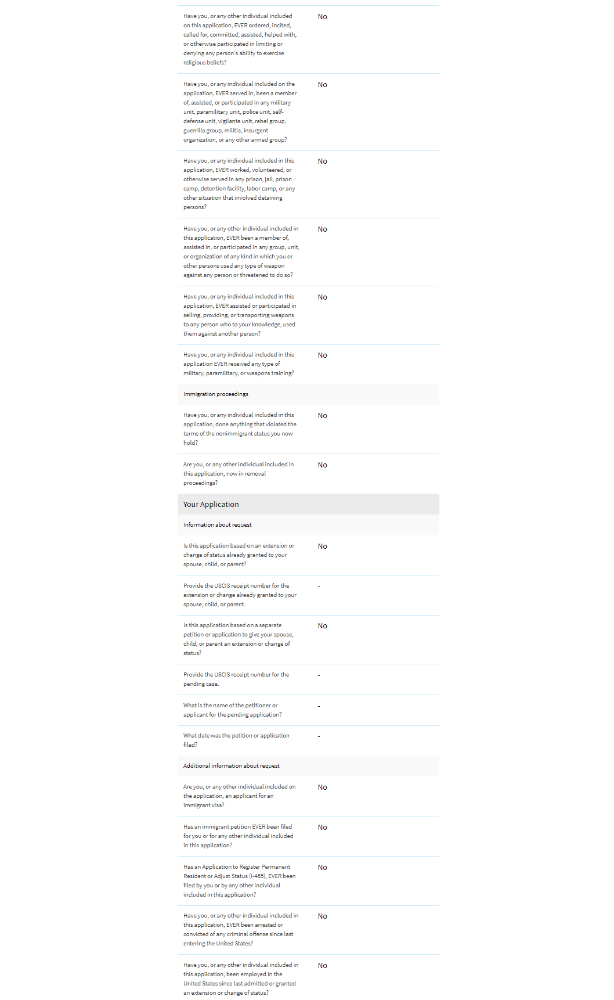 Have you, or any other individual included
on this application, EVER ordered, incited,
called for, committed, assisted, helped with,
or otherwise participated in limiting or
denying any person's ability to exercise
religious beliefs?
No
Have you, or any individual included on the
application, EVER served in, been a member
of, assisted, or participated in any military
unit, paramilitary unit, police unit, self-
defense unit, vigilante unit, rebel group,
guerrilla group, militia, insurgent
organization, or any other armed group?
No
Have you, or any individual included in this
application, EVER worked, volunteered, or
otherwise served in any prison, jail, prison
camp, detention facility, labor camp, or any
other situation that involved detaining
persons?
No
Have you, or any other individual included in
this application, EVER been a member of,
assisted in, or participated in any group, unit,
or organization of any kind in which you or
other persons used any type of weapon
against any person or threatened to do so?
No
Have you, or any individual included in this
application, EVER assisted or participated in
selling, providing, or transporting weapons
to any person who to your knowledge, used
them against another person?
No
Have you, or any individual included in this
application EVER received any type of
military, paramilitary, or weapons training?
No
Immigration proceedings
Have you, or any individual included in this
application, done anything that violated the
terms of the nonimmigrant status you now
hold?
No
Are you, or any other individual included in
this application, now in removal
proceedings?
No
Your Application
Information about request
Is this application based on an extension or
change of status already granted to your
spouse, child, or parent?
No
Provide the USCIS receipt number for the
extension or change already granted to your
spouse, child, or parent.
-
Is this application based on a separate
petition or application to give your spouse,
child, or parent an extension or change of
status?
No
Provide the USCIS receipt number for the
pending case.
-
What is the name of the petitioner or
applicant for the pending application?
-
What date was the petition or application
filed?
-
Additional information about request
Are you, or any other individual included on
the application, an applicant for an
immigrant visa?
No
Has an immigrant petition EVER been filed
for you or for any other individual included
in this application?
No
Has an Application to Register Permanent
Resident or Adjust Status (I-485), EVER been
filed by you or by any other individual
included in this application?
No
Have you, or any other individual included in
this application, EVER been arrested or
convicted of any criminal offense since last
entering the United States?
No
Have you, or any other individual included in
this application, been employed in the
United States since last admitted or granted
an extension or change of status?
No